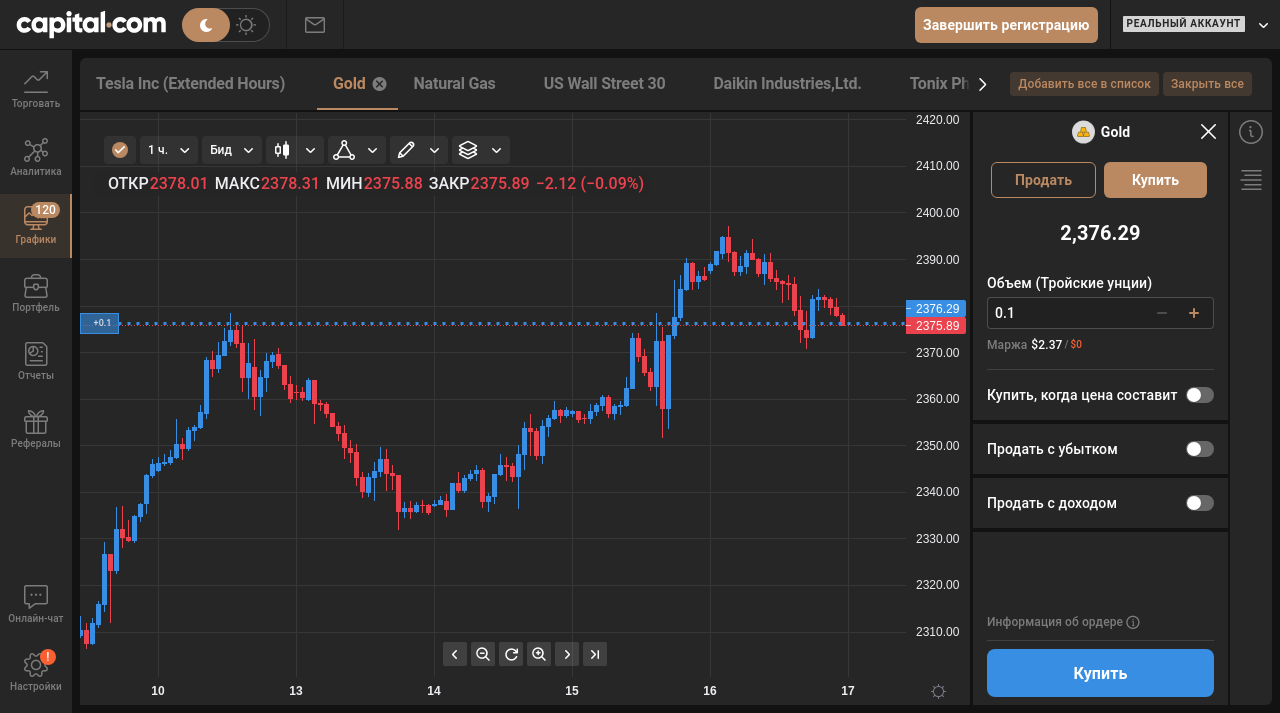 capital.com
Завершить регистрацию
РЕАЛЬНЫЙ АККАУНТ
Торговать
Аналитика
120
Графики
Портфель
Отчеты
Рефералы
Онлайн-чат
!
Настройки
Tesla Inc (Extended Hours)
Gold
Natural Gas
US Wall Street 30
Daikin Industries,Ltd.
Tonix Ph
Добавить все в список
Закрыть все
1 ч.
Бид
ОТКР2378.01 МАКС2378.31 МИН2375.88 ЗАКР2375.89 −2.12 (−0.09%)
+0.1
2420.00
2410.00
2400.00
2390.00
2376.29
2375.89
2370.00
2360.00
2350.00
2340.00
2330.00
2320.00
2310.00
10
13
14
15
16
17
Gold
Продать
Купить
2,376.29
Объем (Тройские унции)
0.1
Маржа $2.37 / $0
Купить, когда цена составит
Продать с убытком
Продать с доходом
Информация об ордере
Купить